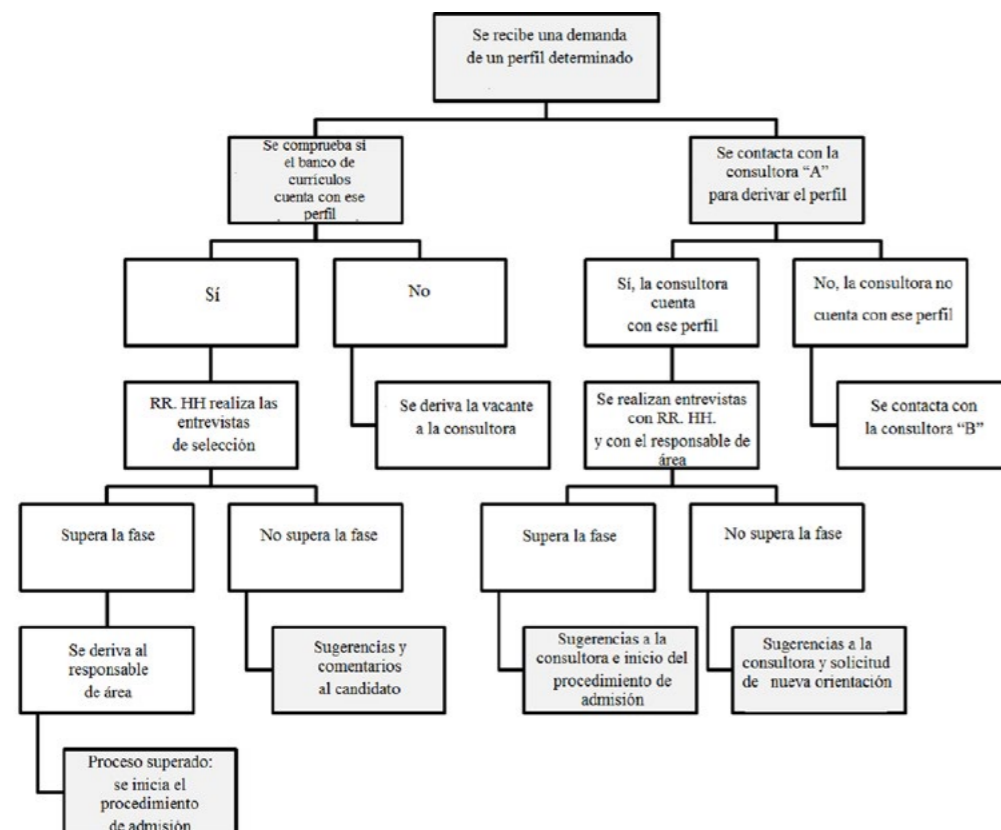 Se recibe una demanda
de un perfil determinado
Se comprueba si
el banco de
currículos
cuenta con ese
perfil
Se contacta con la
consultora “A”
para derivar el perfil
Sí
No
Sí, la consultora
cuenta
con ese perfil
No, la consultora no
cuenta con ese perfil
RR. HH realiza las
entrevistas
de selección
Se deriva la vacante
a la consultora
Se realizan entrevistas
con RR. HH.
y con el responsable de
área
Se contacta con
la consultora “B”
Supera la fase
No supera la fase
Supera la fase
No supera la fase
Se deriva al
responsable
de área
Sugerencias y
comentarios
al candidato
Sugerencias a la
consultora e inicio del
procedimiento de
admisión
Sugerencias a la
consultora y solicitud
de nueva orientación
Proceso superado:
se inicia el
procedimiento
de admisión